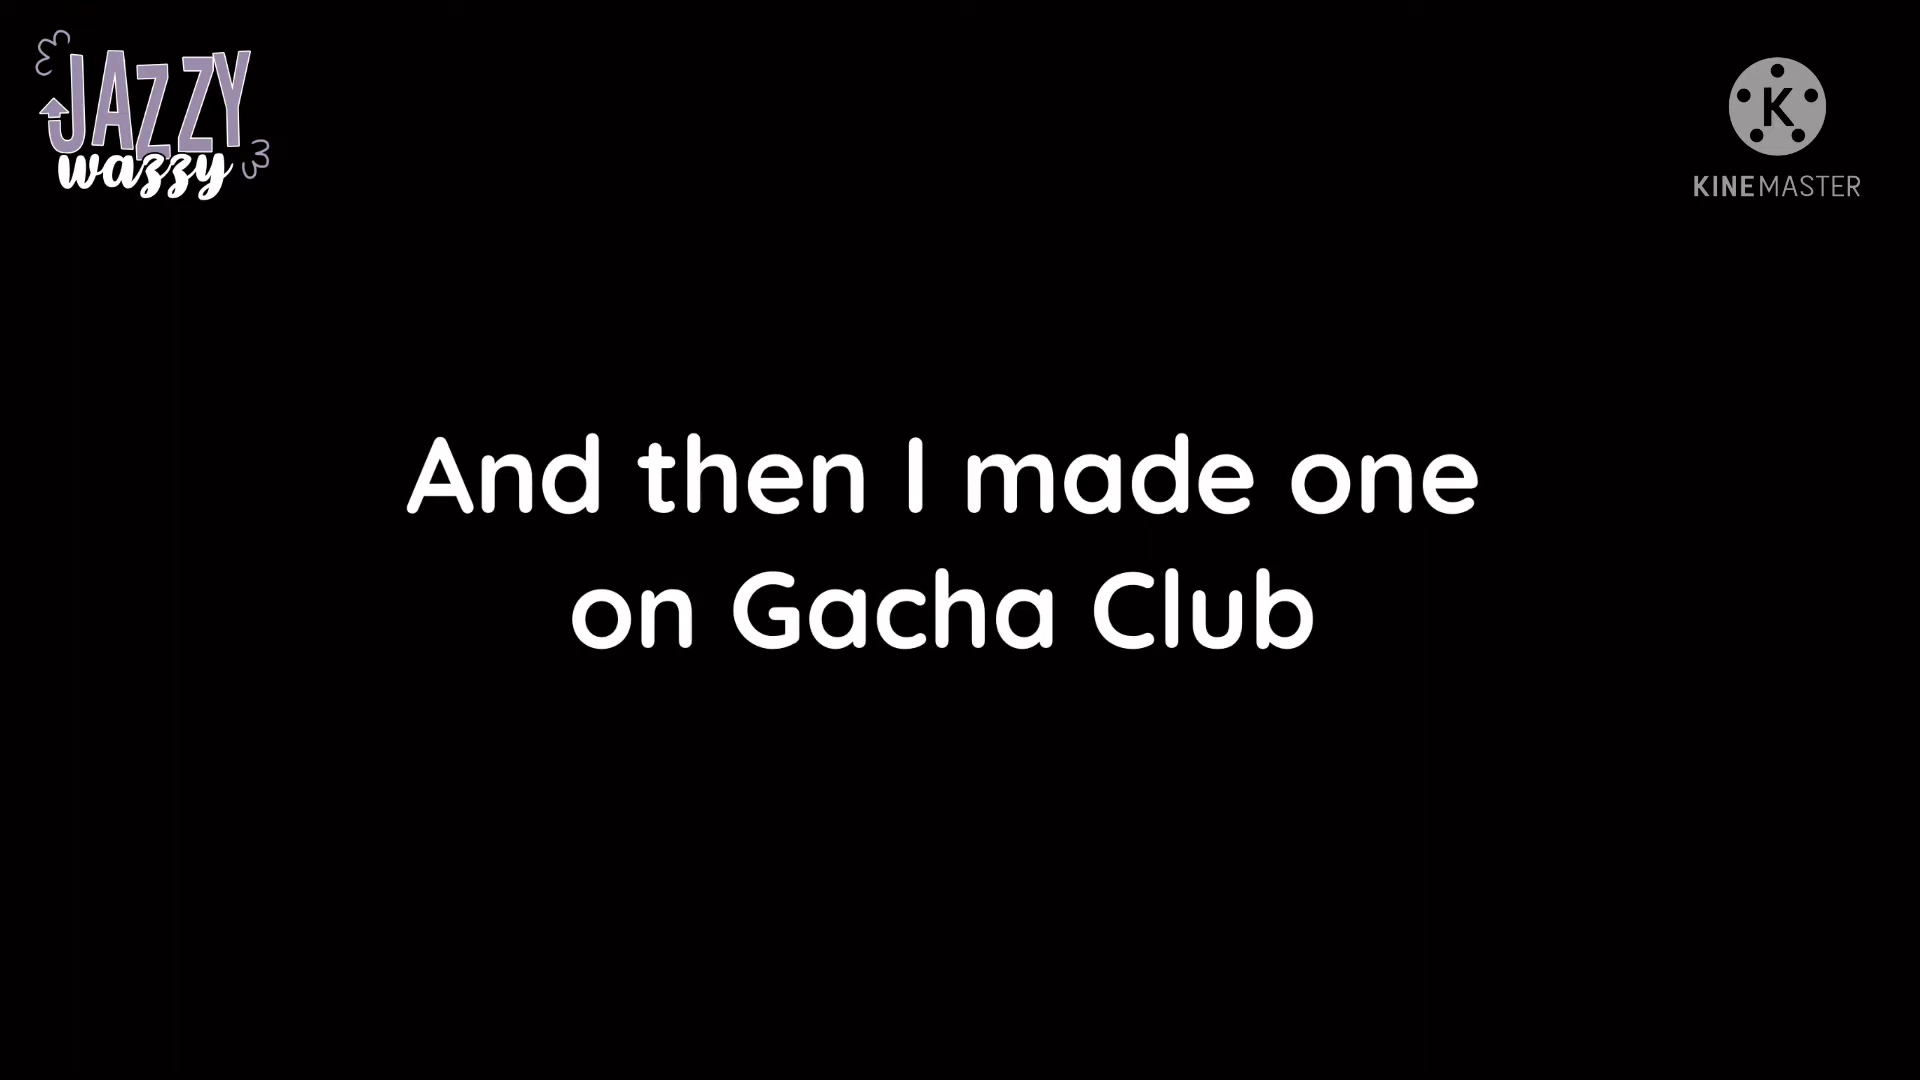 JAZZY
wazzy
K
KINEMASTER
And then I made one
on Gacha Club